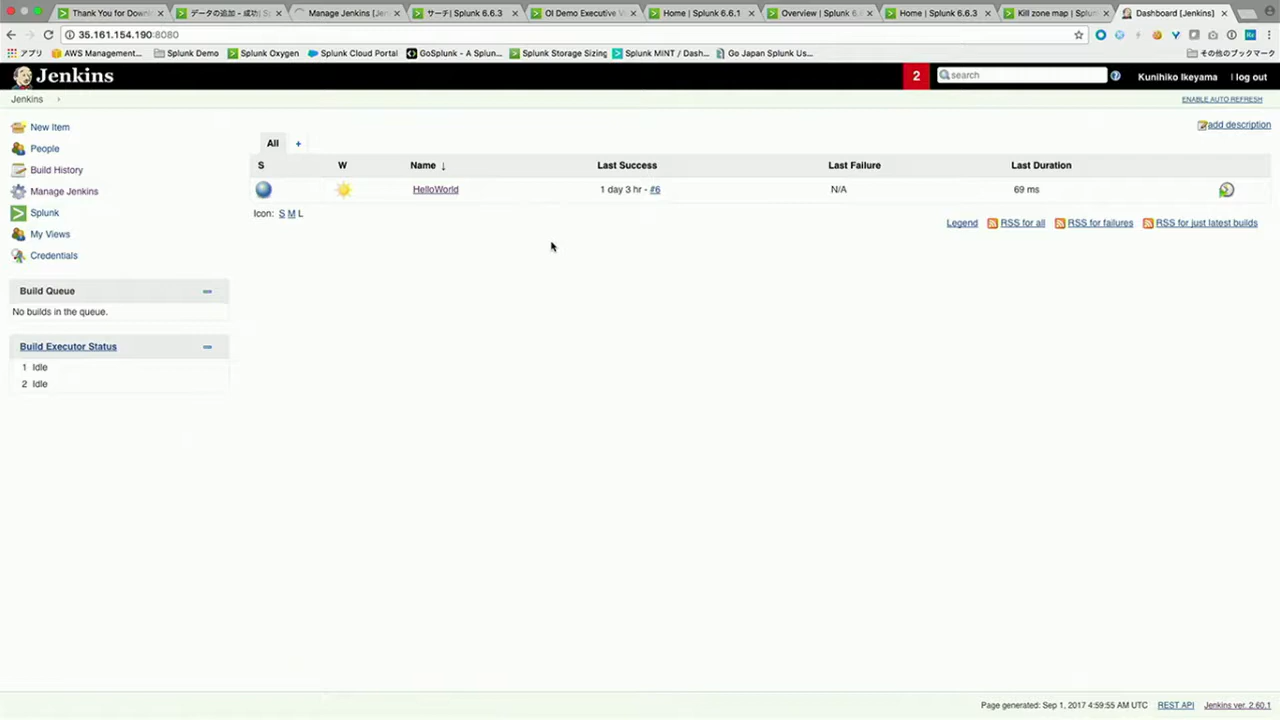 Thank You for Downl
データの追加 - 成功| S
Manage Jenkins [Jen
サーチ| Splunk 6.6.3
OI Demo Executive V
Home | Splunk 6.6.1
Overview | Splunk 6.
Home | Splunk 6.6.3
Kill zone map | Splun
Dashboard [Jenkins]
35.161.154.190:8080
アプリ
AWS Management...
Splunk Demo
Splunk Oxygen
Splunk Cloud Portal
GoSplunk - A Splun...
Splunk Storage Sizing
Splunk MINT / Dash...
Go Japan Splunk Us...
その他のブックマーク
Jenkins
2
search
Kunihiko Ikeyama
log out
Jenkins
ENABLE AUTO REFRESH
New Item
People
Build History
Manage Jenkins
Splunk
My Views
Credentials
add description
All +
S W Name ↓ Last Success Last Failure Last Duration
HelloWorld 1 day 3 hr - #6 N/A 69 ms
Icon: S M L
Legend RSS for all RSS for failures RSS for just latest builds
Build Queue
No builds in the queue.
Build Executor Status
1 Idle
2 Idle
Page generated: Sep 1, 2017 4:59:55 AM UTC REST API Jenkins ver. 2.60.1